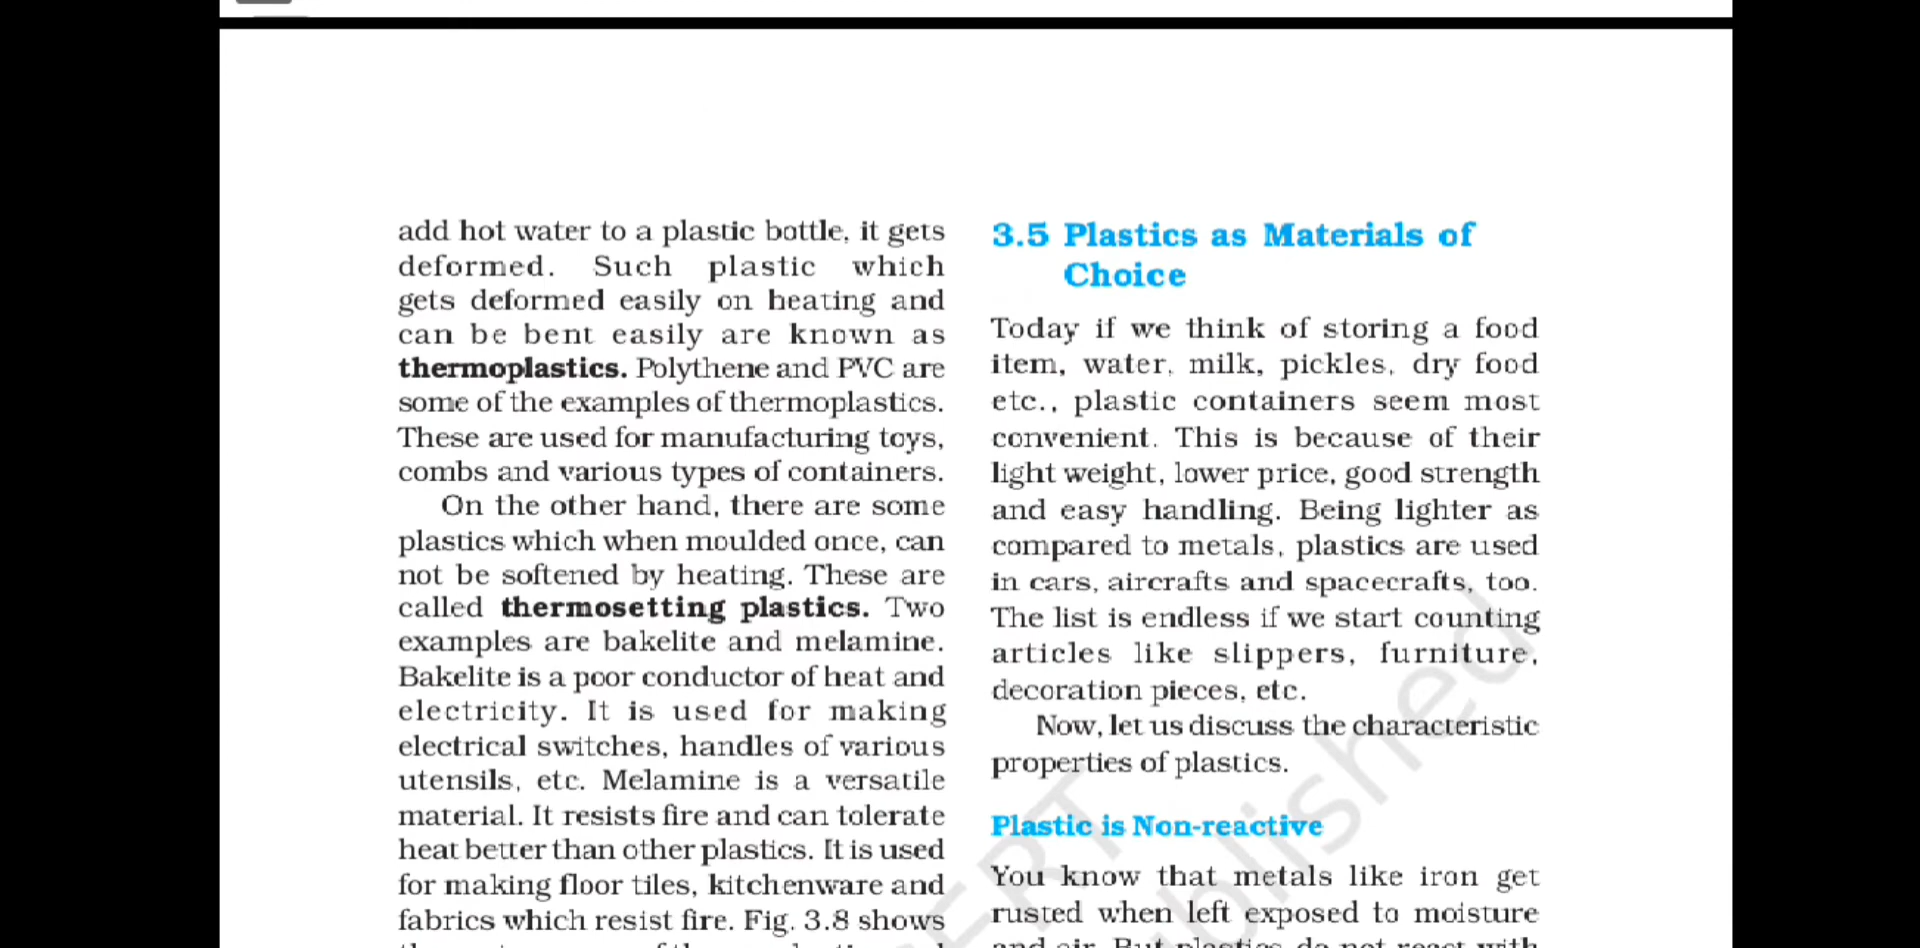 add hot water to a plastic bottle, it gets
deformed. Such plastic which
gets deformed easily on heating and
can be bent easily are known as
thermoplastics. Polythene and PVC are
some of the examples of thermoplastics.
These are used for manufacturing toys,
combs and various types of containers.
On the other hand, there are some
plastics which when moulded once, can
not be softened by heating. These are
called thermosetting plastics. Two
examples are bakelite and melamine.
Bakelite is a poor conductor of heat and
electricity. It is used for making
electrical switches, handles of various
utensils, etc. Melamine is a versatile
material. It resists fire and can tolerate
heat better than other plastics. It is used
for making floor tiles, kitchenware and
fabrics which resist fire. Fig. 3.8 shows
3.5 Plastics as Materials of
Choice
Today if we think of storing a food
item, water, milk, pickles, dry food
etc., plastic containers seem most
convenient. This is because of their
light weight, lower price, good strength
and easy handling. Being lighter as
compared to metals, plastics are used
in cars, aircrafts and spacecrafts, too.
The list is endless if we start counting
articles like slippers, furniture,
decoration pieces, etc.
Now, let us discuss the characteristic
properties of plastics.
Plastic is Non-reactive
You know that metals like iron get
rusted when left exposed to moisture
and air. But plastics do not react with